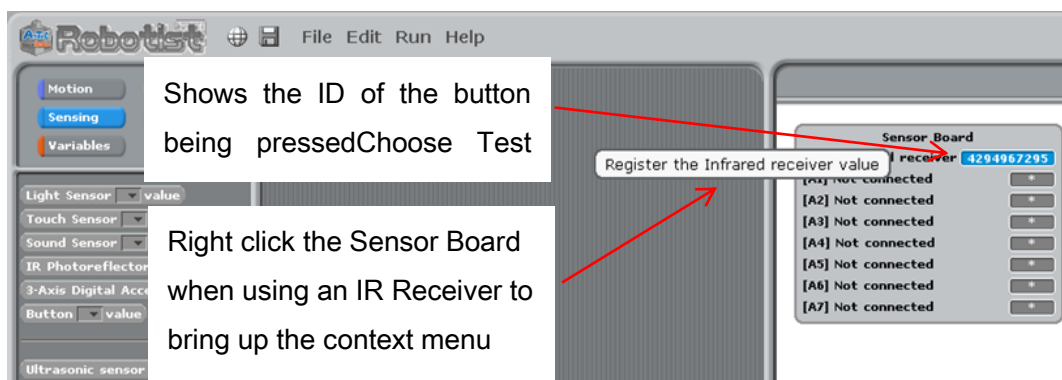 A-Tec Robotist File Edit Run Help
Motion
Sensing
Variables
Shows the ID of the button
being pressedChoose Test
Light Sensor value
Touch Sensor
Sound Sensor
IR Photoreflector
3-Axis Digital Acce
Button value
Ultrasonic sensor
Right click the Sensor Board
when using an IR Receiver to
bring up the context menu
Register the Infrared receiver value
Sensor Board
receiver 4294967295
[A1] Not connected *
[A2] Not connected *
[A3] Not connected *
[A4] Not connected *
[A5] Not connected *
[A6] Not connected *
[A7] Not connected *